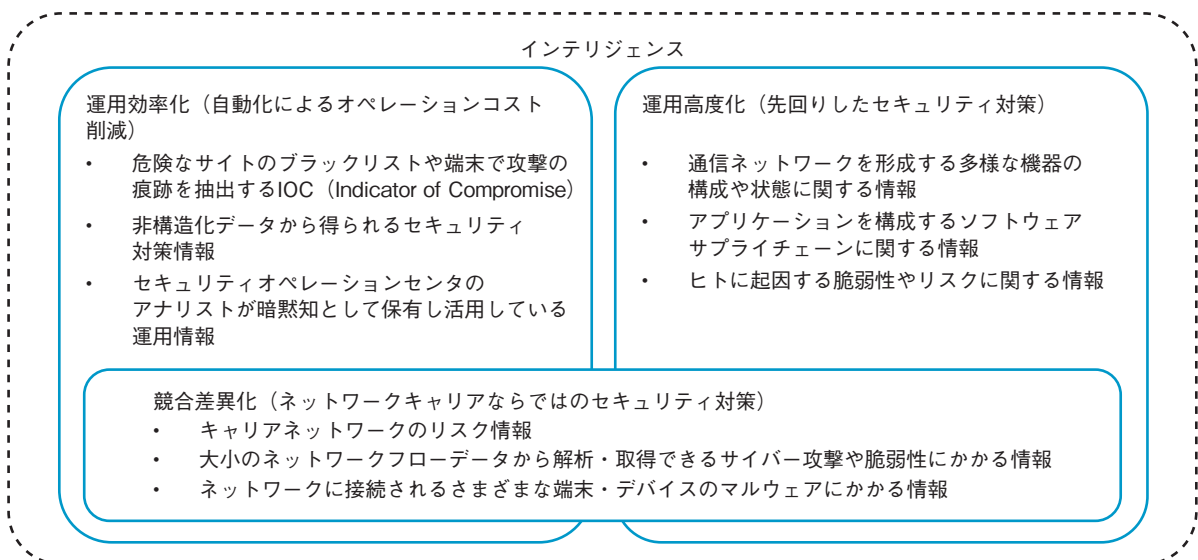 インテリジェンス
運用効率化（自動化によるオペレーションコスト
削減）
• 危険なサイトのブラックリストや端末で攻撃の
痕跡を抽出するIOC（Indicator of Compromise）
• 非構造化データから得られるセキュリティ
対策情報
• セキュリティオペレーションセンタの
アナリストが暗黙知として保有し活用している
運用情報
運用高度化（先回りしたセキュリティ対策）
• 通信ネットワークを形成する多様な機器の
構成や状態に関する情報
• アプリケーションを構成するソフトウェア
サプライチェーンに関する情報
• ヒトに起因する脆弱性やリスクに関する情報
競合差異化（ネットワークキャリアならではのセキュリティ対策）
• キャリアネットワークのリスク情報
• 大小のネットワークフローデータから解析・取得できるサイバー攻撃や脆弱性にかかる情報
• ネットワークに接続されるさまざまな端末・デバイスのマルウェアにかかる情報